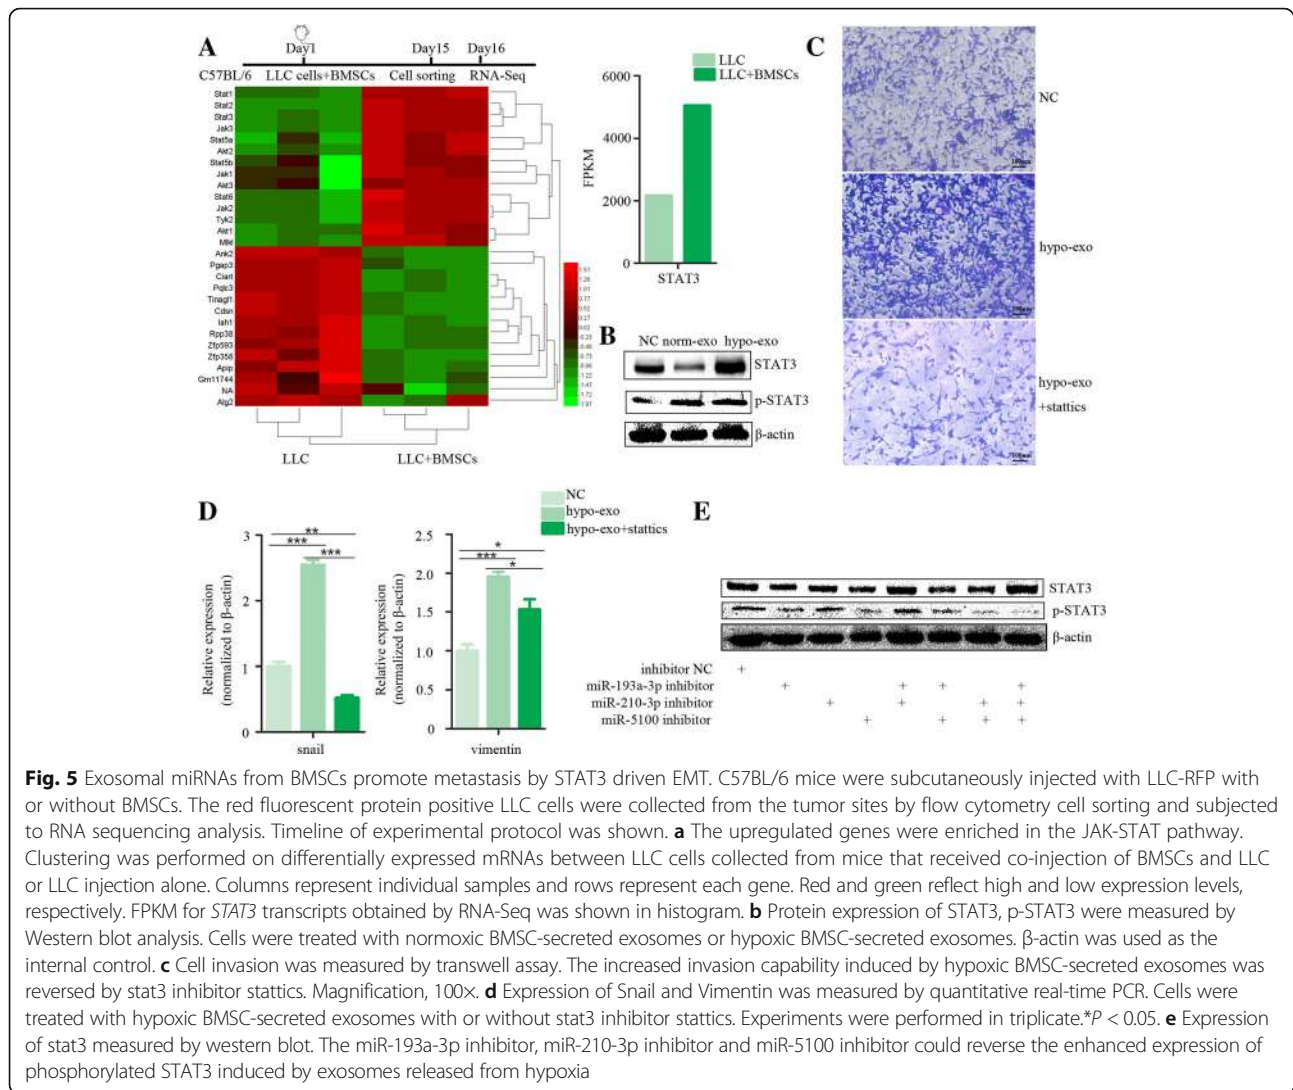 A
Day1 Day15 Day16
C57BL/6 LLC cells+BMSCs Cell sorting RNA-Seq
Stat1
Stat2
Stat3
Jak3
Stat5a
Akt2
Stat5b
Jak1
Akt3
Stat6
Jak2
Tyk2
Akt1
Ank2
Pgap3
Ciart
Pqlc3
Tinagl1
Cdsn
Iah1
Rpp38
Zfp593
Zfp356
Apip
Gm11744
NA
Alg2
LLC LLC+BMSCs
LLC
LLC+BMSCs
6000
4000
2000
0
FPKM
STAT3
B
NC norm-exo hypo-exo
STAT3
p-STAT3
β-actin
C
NC
hypo-exo
hypo-exo
+stattics
D
NC
hypo-exo
hypo-exo+stattics
Relative expression
(normalized to β-actin)
3
2
1
0
**
***
***
snail
Relative expression
(normalized to β-actin)
2.5
2.0
1.5
1.0
0.5
0
*
***
*
vimentin
E
STAT3
p-STAT3
β-actin
inhibitor NC +
miR-193a-3p inhibitor + + + +
miR-210-3p inhibitor + + + +
miR-5100 inhibitor + + + +
Fig. 5 Exosomal miRNAs from BMSCs promote metastasis by STAT3 driven EMT. C57BL/6 mice were subcutaneously injected with LLC-RFP with
or without BMSCs. The red fluorescent protein positive LLC cells were collected from the tumor sites by flow cytometry cell sorting and subjected
to RNA sequencing analysis. Timeline of experimental protocol was shown. a The upregulated genes were enriched in the JAK-STAT pathway.
Clustering was performed on differentially expressed mRNAs between LLC cells collected from mice that received co-injection of BMSCs and LLC
or LLC injection alone. Columns represent individual samples and rows represent each gene. Red and green reflect high and low expression levels,
respectively. FPKM for STAT3 transcripts obtained by RNA-Seq was shown in histogram. b Protein expression of STAT3, p-STAT3 were measured by
Western blot analysis. Cells were treated with normoxic BMSC-secreted exosomes or hypoxic BMSC-secreted exosomes. β-actin was used as the
internal control. c Cell invasion was measured by transwell assay. The increased invasion capability induced by hypoxic BMSC-secreted exosomes was
reversed by stat3 inhibitor stattics. Magnification, 100×. d Expression of Snail and Vimentin was measured by quantitative real-time PCR. Cells were
treated with hypoxic BMSC-secreted exosomes with or without stat3 inhibitor stattics. Experiments were performed in triplicate.*P < 0.05. e Expression
of stat3 measured by western blot. The miR-193a-3p inhibitor, miR-210-3p inhibitor and miR-5100 inhibitor could reverse the enhanced expression of
phosphorylated STAT3 induced by exosomes released from hypoxia